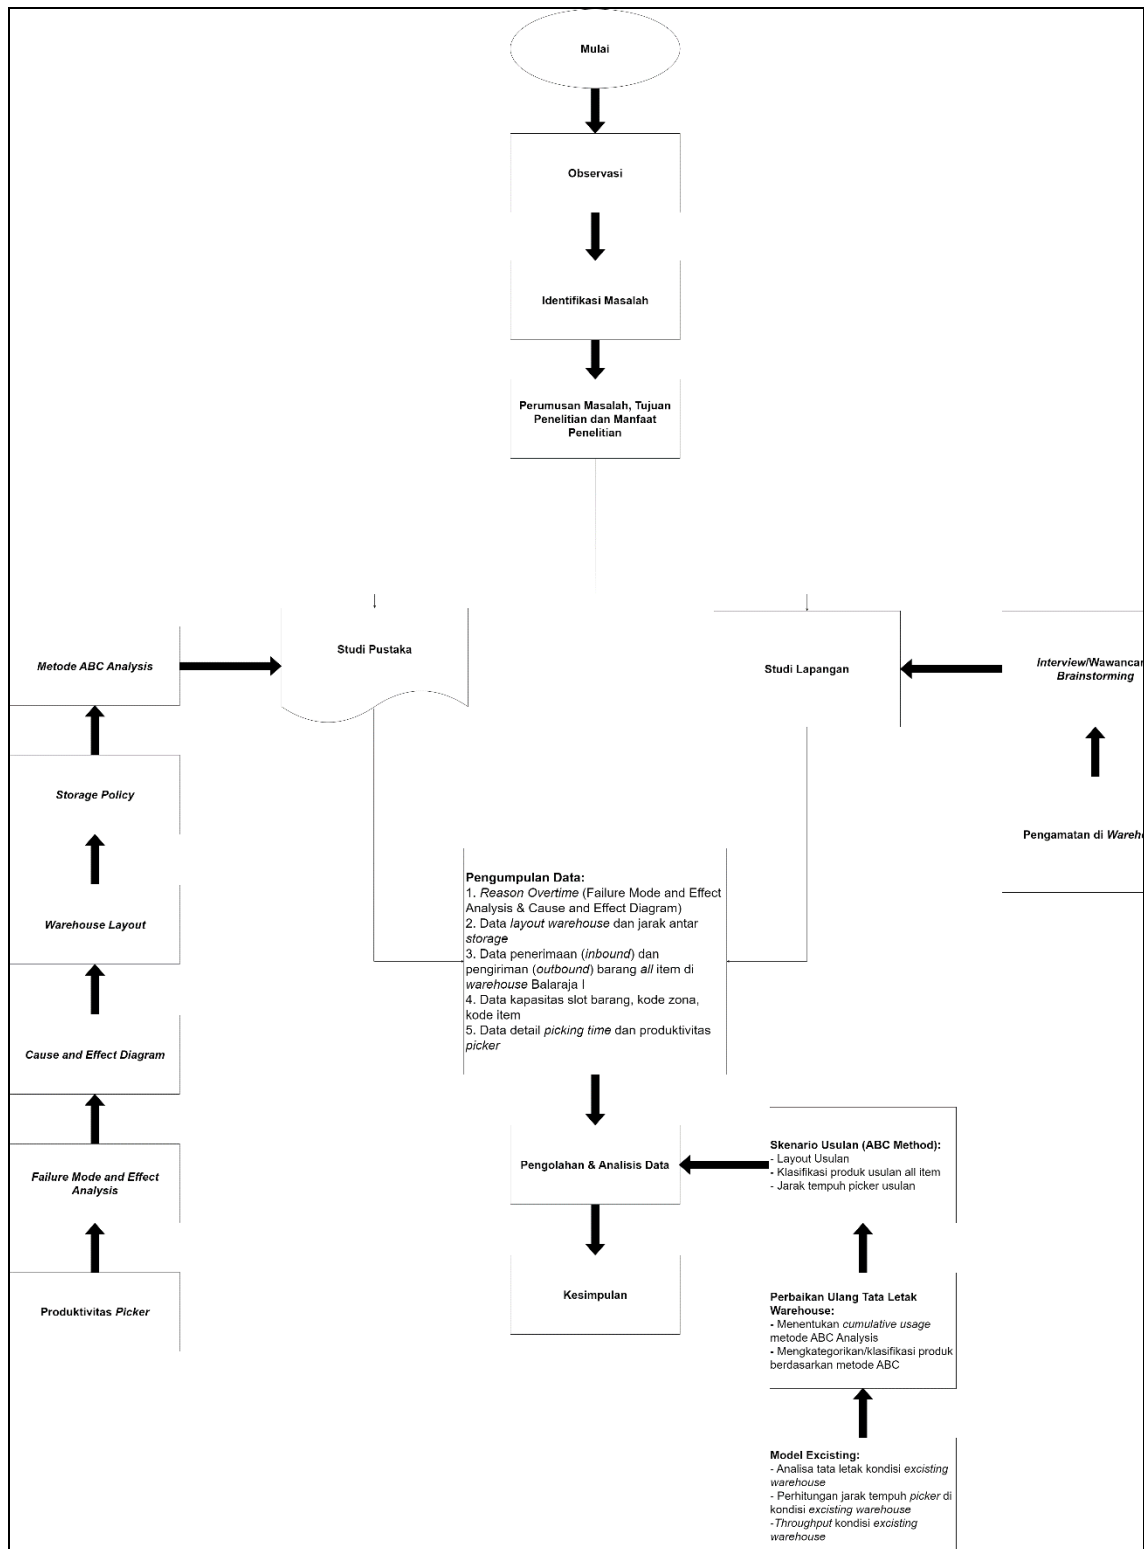 Mulai
Observasi
Identifikasi Masalah
Perumusan Masalah, Tujuan
Penelitian dan Manfaat
Penelitian
Studi Pustaka
Studi Lapangan
Metode ABC Analysis
Interview/Wawancar
Brainstorming
Storage Policy
Pengamatan di Wareho
Warehouse Layout
Cause and Effect Diagram
Failure Mode and Effect
Analysis
Produktivitas Picker
Pengumpulan Data:
1. Reason Overtime (Failure Mode and Effect
Analysis & Cause and Effect Diagram)
2. Data layout warehouse dan jarak antar
storage
3. Data penerimaan (inbound) dan
pengiriman (outbound) barang all item di
warehouse Balaraja I
4. Data kapasitas slot barang, kode zona,
kode item
5. Data detail picking time dan produktivitas
picker
Pengolahan & Analisis Data
Kesimpulan
Skenario Usulan (ABC Method):
- Layout Usulan
- Klasifikasi produk usulan all item
- Jarak tempuh picker usulan
Perbaikan Ulang Tata Letak
Warehouse:
- Menentukan cumulative usage
metode ABC Analysis
- Mengkategorikan/klasifikasi produk
berdasarkan metode ABC
Model Excisting:
- Analisa tata letak kondisi excisting
warehouse
- Perhitungan jarak tempuh picker di
kondisi excisting warehouse
-Throughput kondisi excisting
warehouse